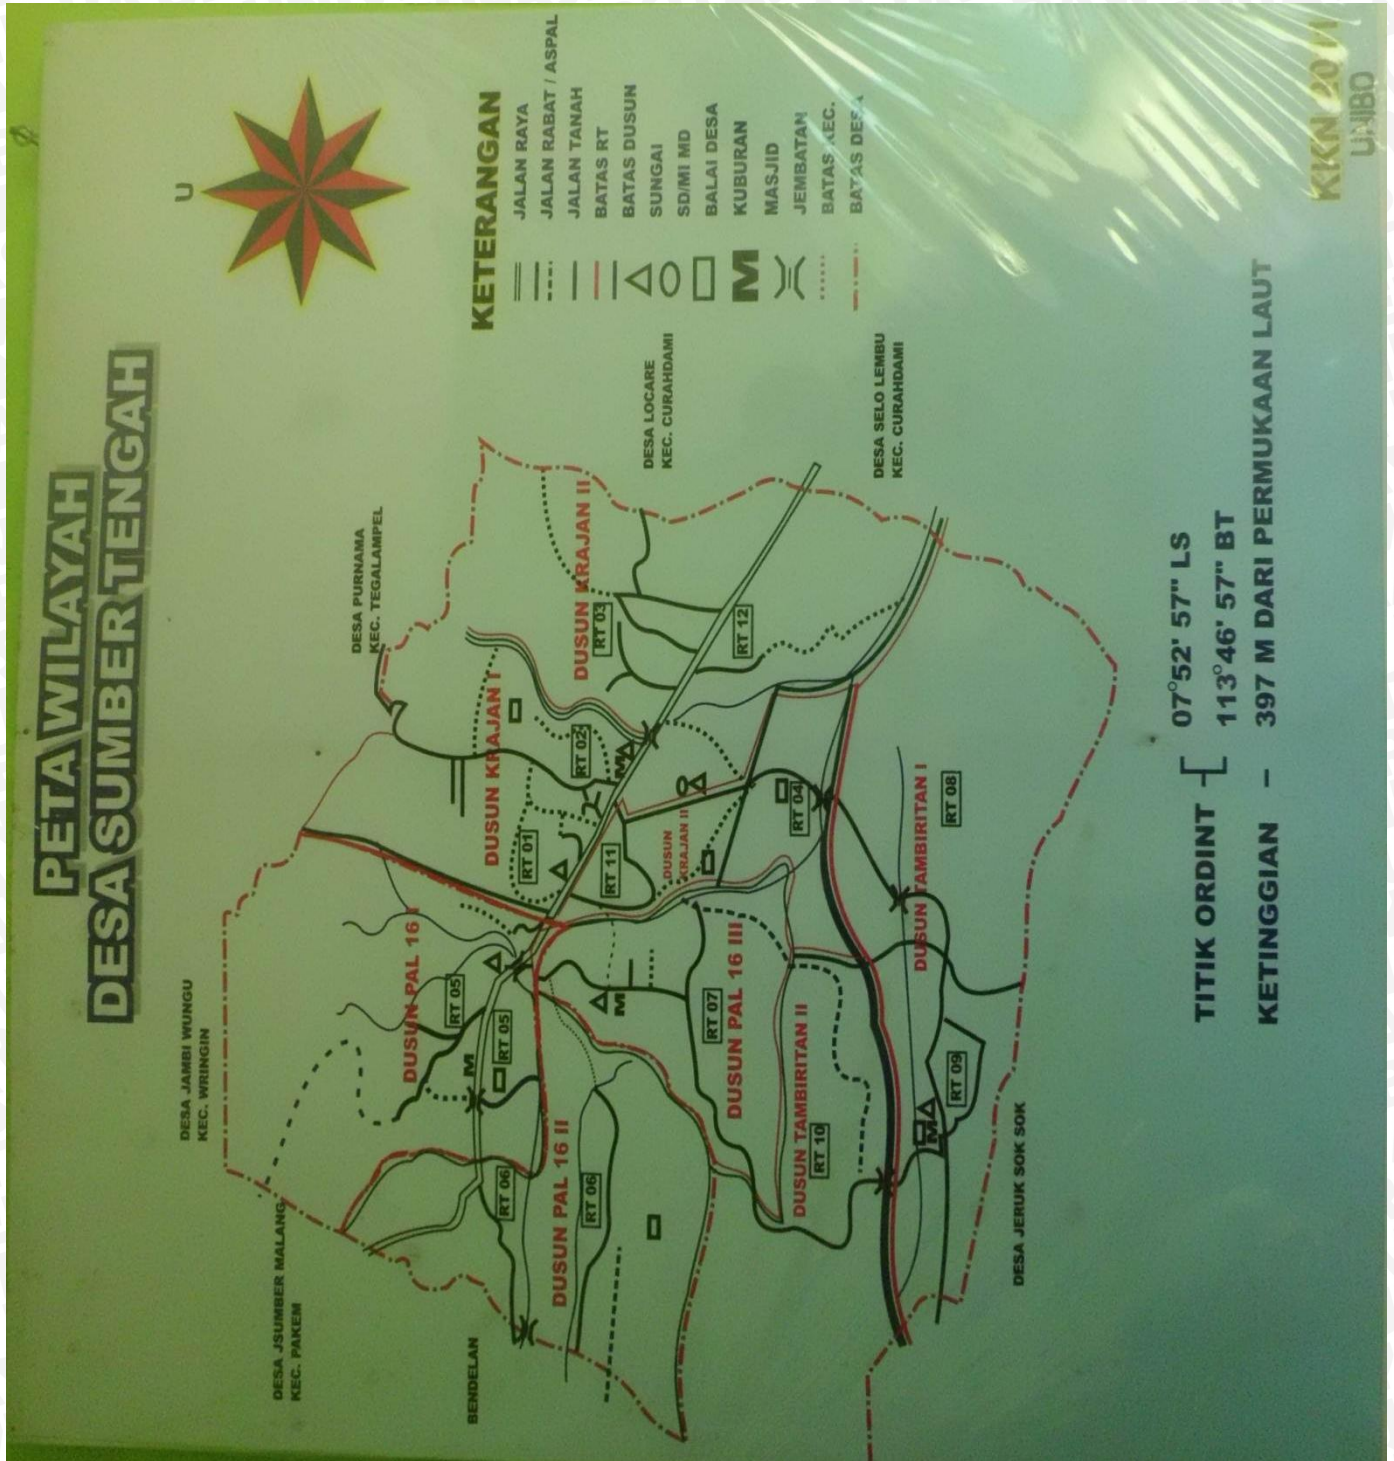 PETA WILAYAH
DESA SUMBER TENGAH
U
KETERANGAN
JALAN RAYA
JALAN RABAT / ASPAL
JALAN TANAH
BATAS RT
BATAS DUSUN
SUNGAI
SD/MI MD
BALAI DESA
KUBURAN
MASJID
JEMBATAN
BATAS KEC.
BATAS DESA
M
DESA JAMBI WUNGU
KEC. WRINGIN
DESA PURNAMA
KEC. TEGALAMPEL
DESA JSUMBER MALANG
KEC. PAKEM
BENDELAN
DESA LOCARE
KEC. CURAHDAMI
DESA SELO LEMBU
KEC. CURAHDAMI
DESA JERUK SOK SOK
DUSUN PAL 16 I
RT 05
M
RT 05
RT 06
DUSUN PAL 16 II
RT 06
DUSUN KRAJAN I
RT 01
RT 02
M
RT 11
DUSUN KRAJAN II
RT 03
RT 12
DUSUN
KRAJAN II
RT 04
M
RT 07
DUSUN PAL 16 III
DUSUN TAMBIRITAN II
RT 10
DUSUN TAMBIRITAN I
RT 08
M
RT 09
TITIK ORDINT
07°52' 57" LS
113°46' 57" BT
KETINGGIAN – 397 M DARI PERMUKAAN LAUT
UNIBO